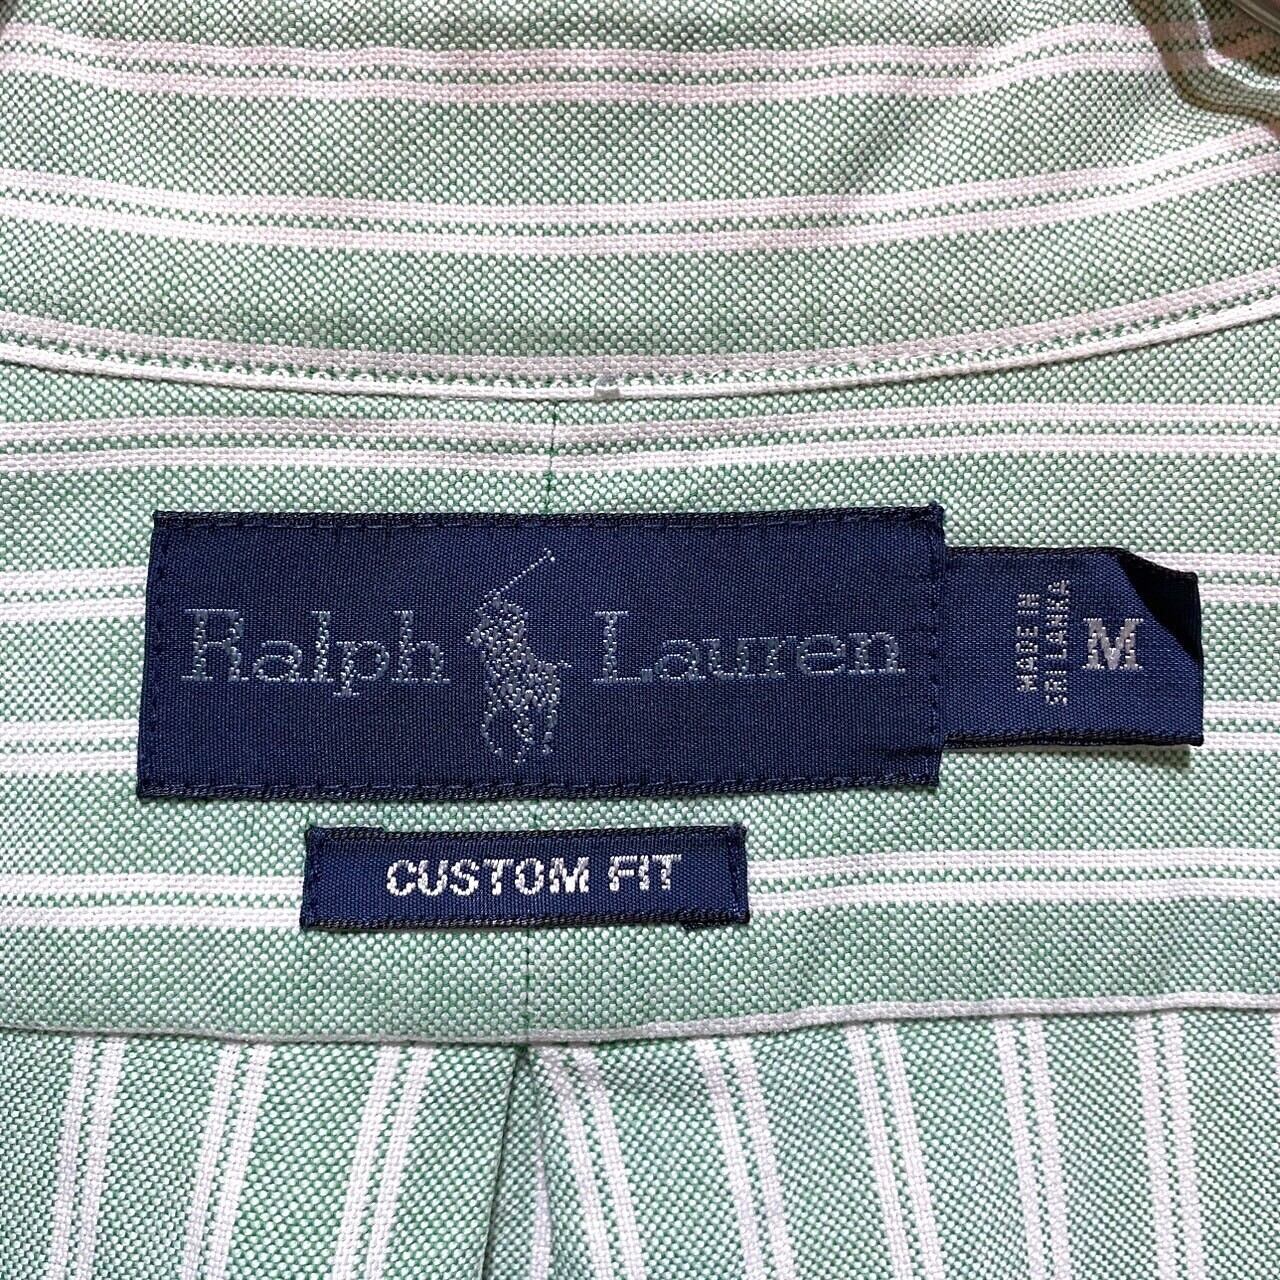 Ralph Lauren
MADE IN
SRI LANKA
M
CUSTOM FIT